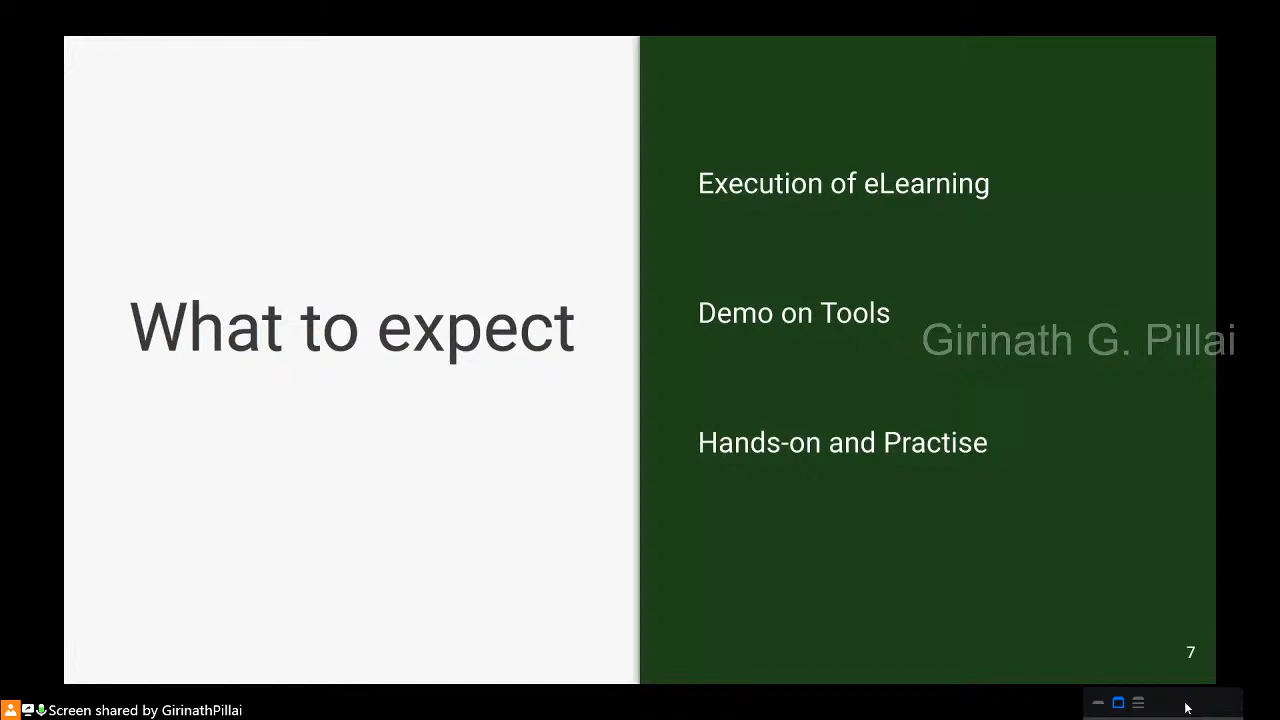 What to expect
Execution of eLearning
Demo on Tools
Girinath G. Pillai
Hands-on and Practise
7
Screen shared by GirinathPillai